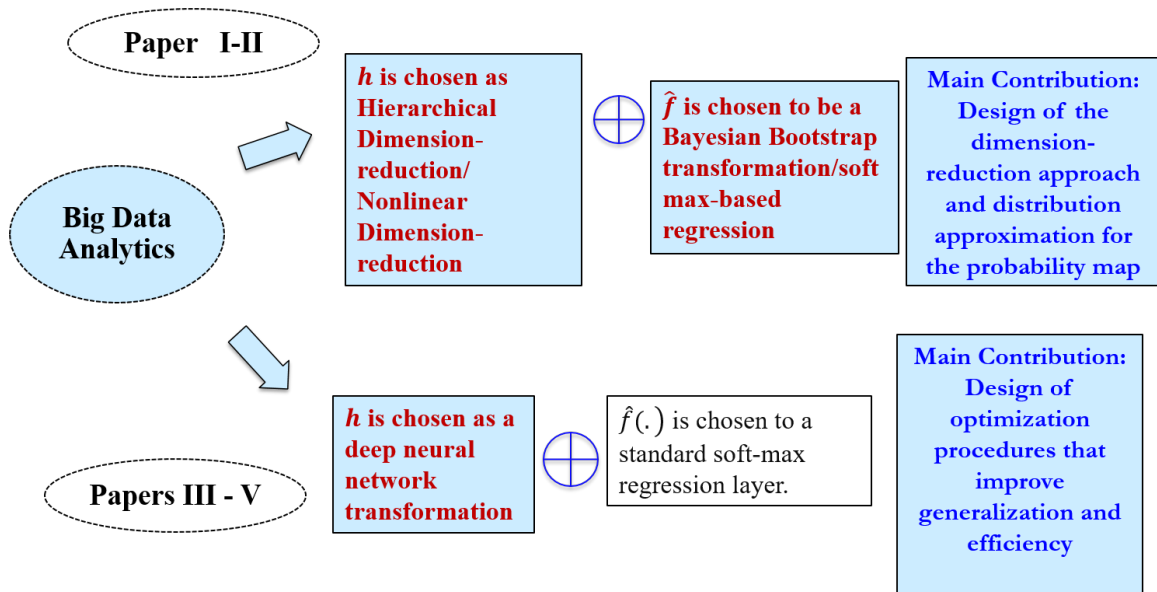 Paper I-II
h is chosen as
Hierarchical
Dimension-
reduction/
Nonlinear
Dimension-
reduction
f̂ is chosen to be a
Bayesian Bootstrap
transformation/soft
max-based
regression
Main Contribution:
Design of the
dimension-
reduction approach
and distribution
approximation for
the probability map
Big Data
Analytics
Papers III - V
h is chosen as a
deep neural
network
transformation
f̂(.) is chosen to a
standard soft-max
regression layer.
Main Contribution:
Design of
optimization
procedures that
improve
generalization and
efficiency